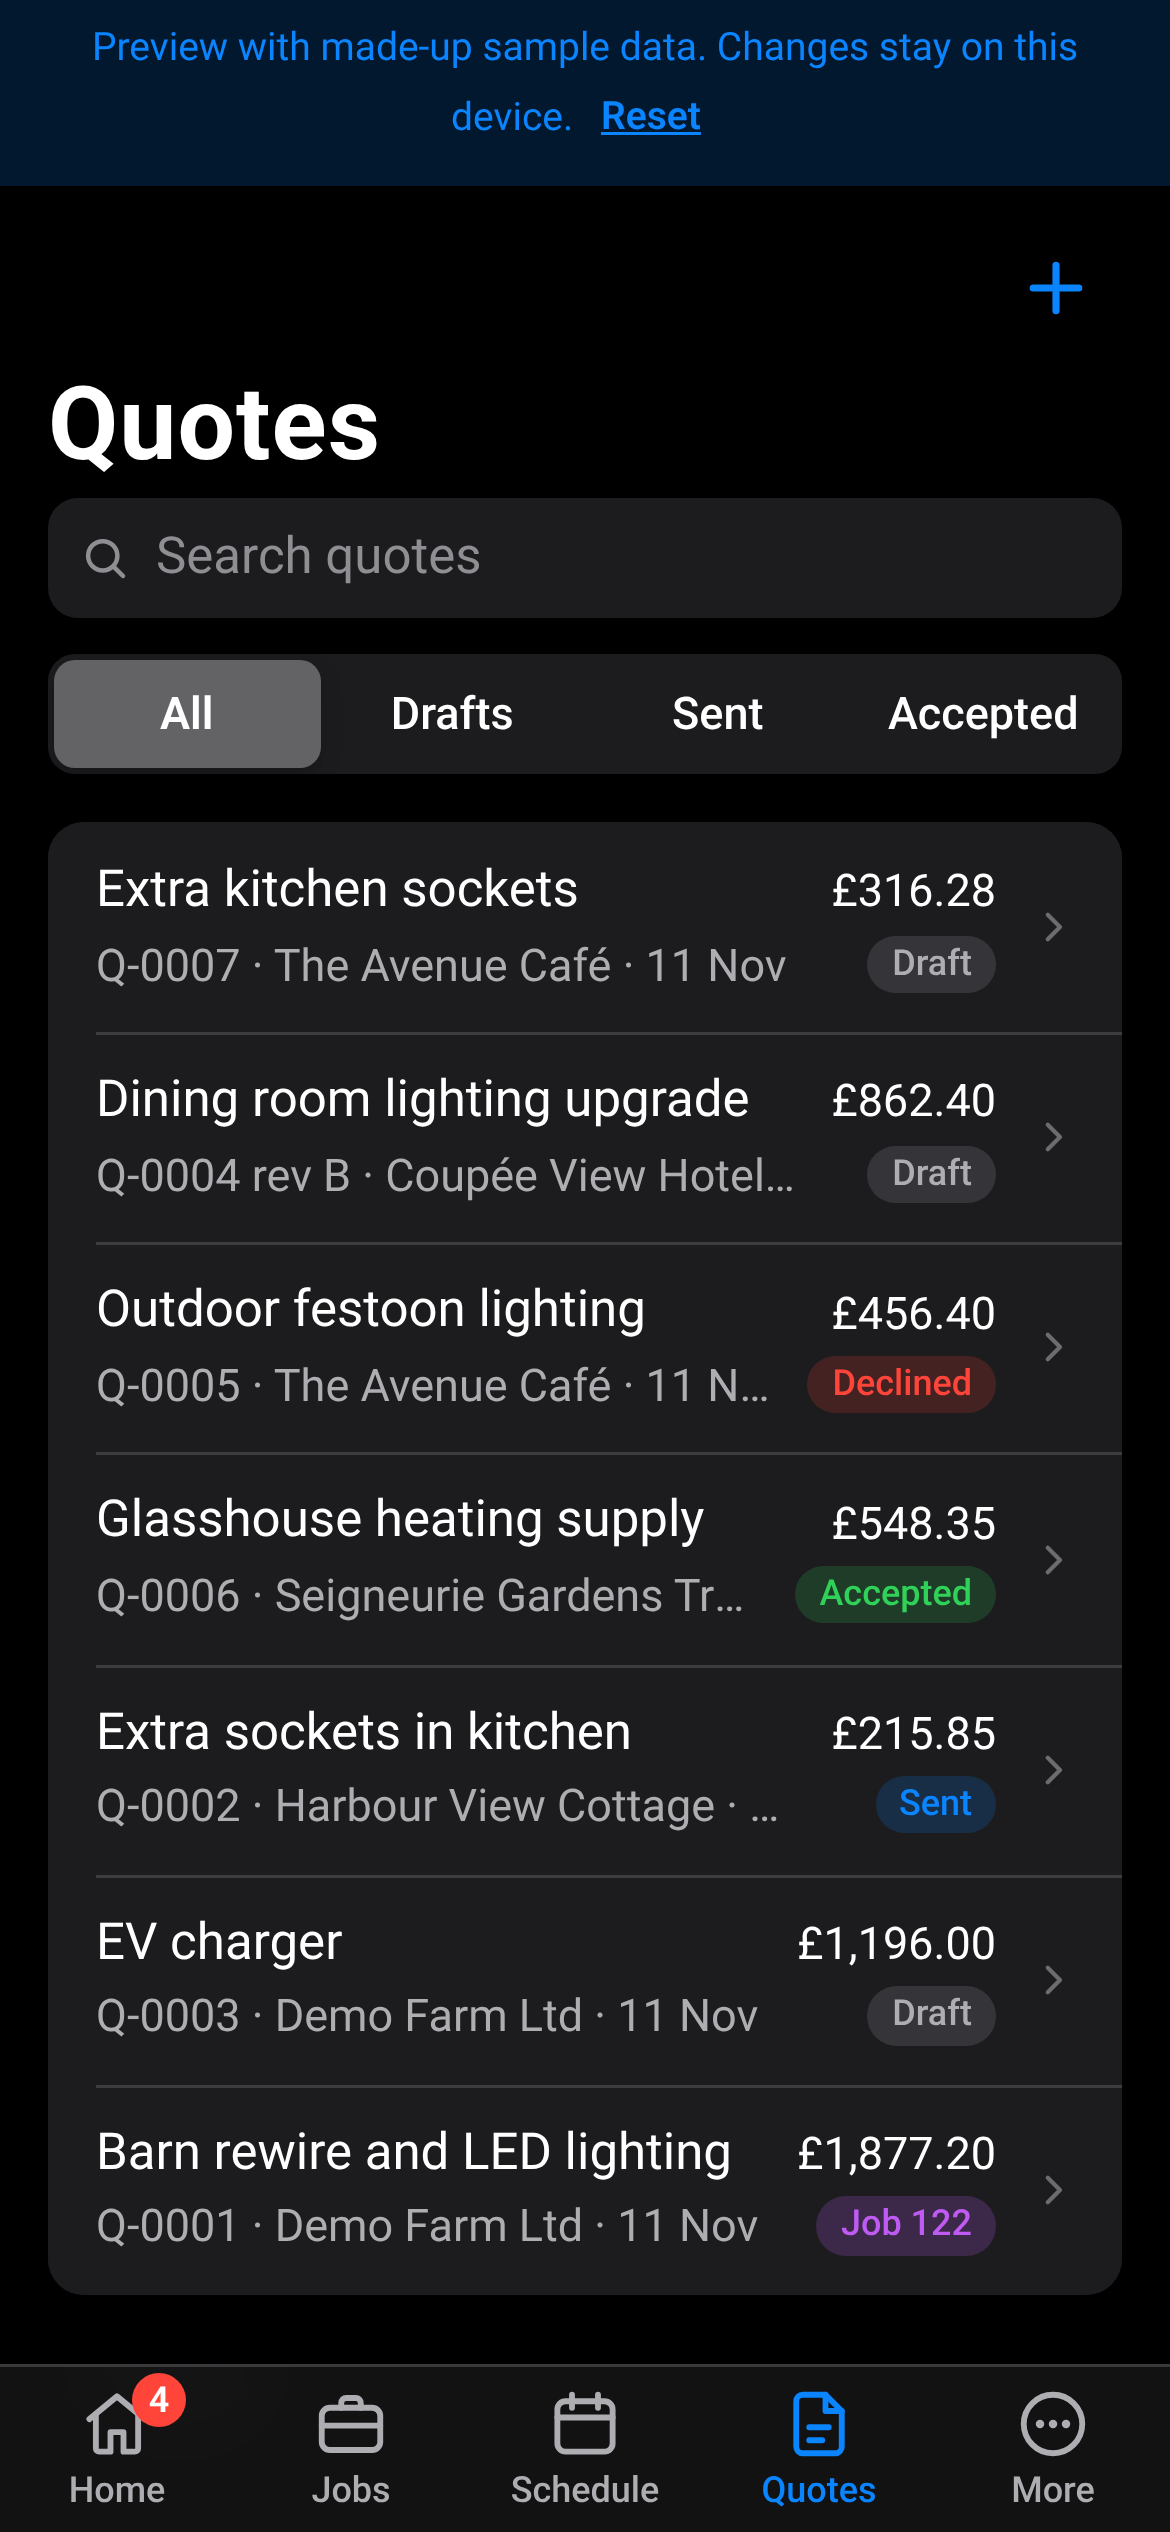 Preview with made-up sample data. Changes stay on this
device. Reset
Quotes
Search quotes
All Drafts Sent Accepted
Extra kitchen sockets £316.28
Q-0007 · The Avenue Café · 11 Nov Draft
Dining room lighting upgrade £862.40
Q-0004 rev B · Coupée View Hotel... Draft
Outdoor festoon lighting £456.40
Q-0005 · The Avenue Café · 11 N... Declined
Glasshouse heating supply £548.35
Q-0006 · Seigneurie Gardens Tr... Accepted
Extra sockets in kitchen £215.85
Q-0002 · Harbour View Cottage · ... Sent
EV charger £1,196.00
Q-0003 · Demo Farm Ltd · 11 Nov Draft
Barn rewire and LED lighting £1,877.20
Q-0001 · Demo Farm Ltd · 11 Nov Job 122
4
Home Jobs Schedule Quotes More